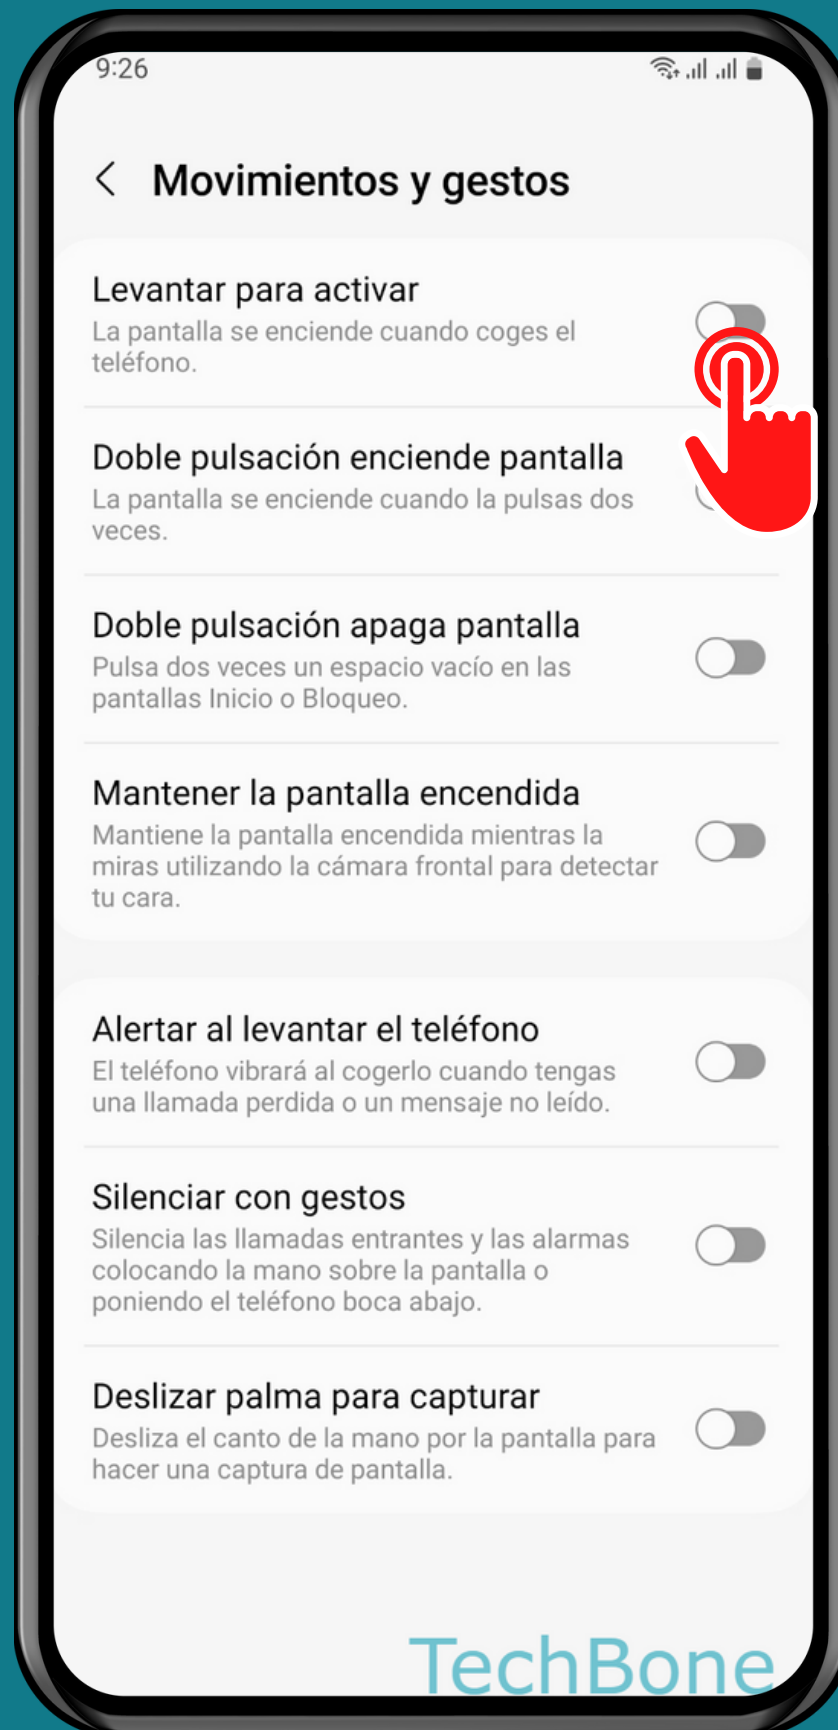 9:26
Movimientos y gestos
Levantar para activar
La pantalla se enciende cuando coges el
teléfono.
Doble pulsación enciende pantalla
La pantalla se enciende cuando la pulsas dos
veces.
Doble pulsación apaga pantalla
Pulsa dos veces un espacio vacío en las
pantallas Inicio o Bloqueo.
Mantener la pantalla encendida
Mantiene la pantalla encendida mientras la
miras utilizando la cámara frontal para detectar
tu cara.
Alertar al levantar el teléfono
El teléfono vibrará al cogerlo cuando tengas
una llamada perdida o un mensaje no leído.
Silenciar con gestos
Silencia las llamadas entrantes y las alarmas
colocando la mano sobre la pantalla o
poniendo el teléfono boca abajo.
Deslizar palma para capturar
Desliza el canto de la mano por la pantalla para
hacer una captura de pantalla.
TechBone